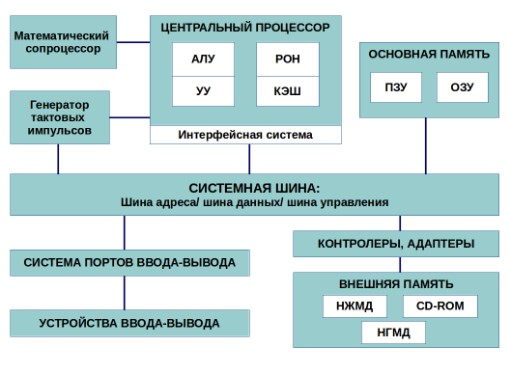 Математический
сопроцессор
ЦЕНТРАЛЬНЫЙ ПРОЦЕССОР
АЛУ
РОН
УУ
КЭШ
Интерфейсная система
ОСНОВНАЯ ПАМЯТЬ
ПЗУ
ОЗУ
Генератор
тактовых
импульсов
СИСТЕМНАЯ ШИНА:
Шина адреса/ шина данных/ шина управления
СИСТЕМА ПОРТОВ ВВОДА-ВЫВОДА
УСТРОЙСТВА ВВОДА-ВЫВОДА
КОНТРОЛЕРЫ, АДАПТЕРЫ
ВНЕШНЯЯ ПАМЯТЬ
НЖМД
CD-ROM
НГМД